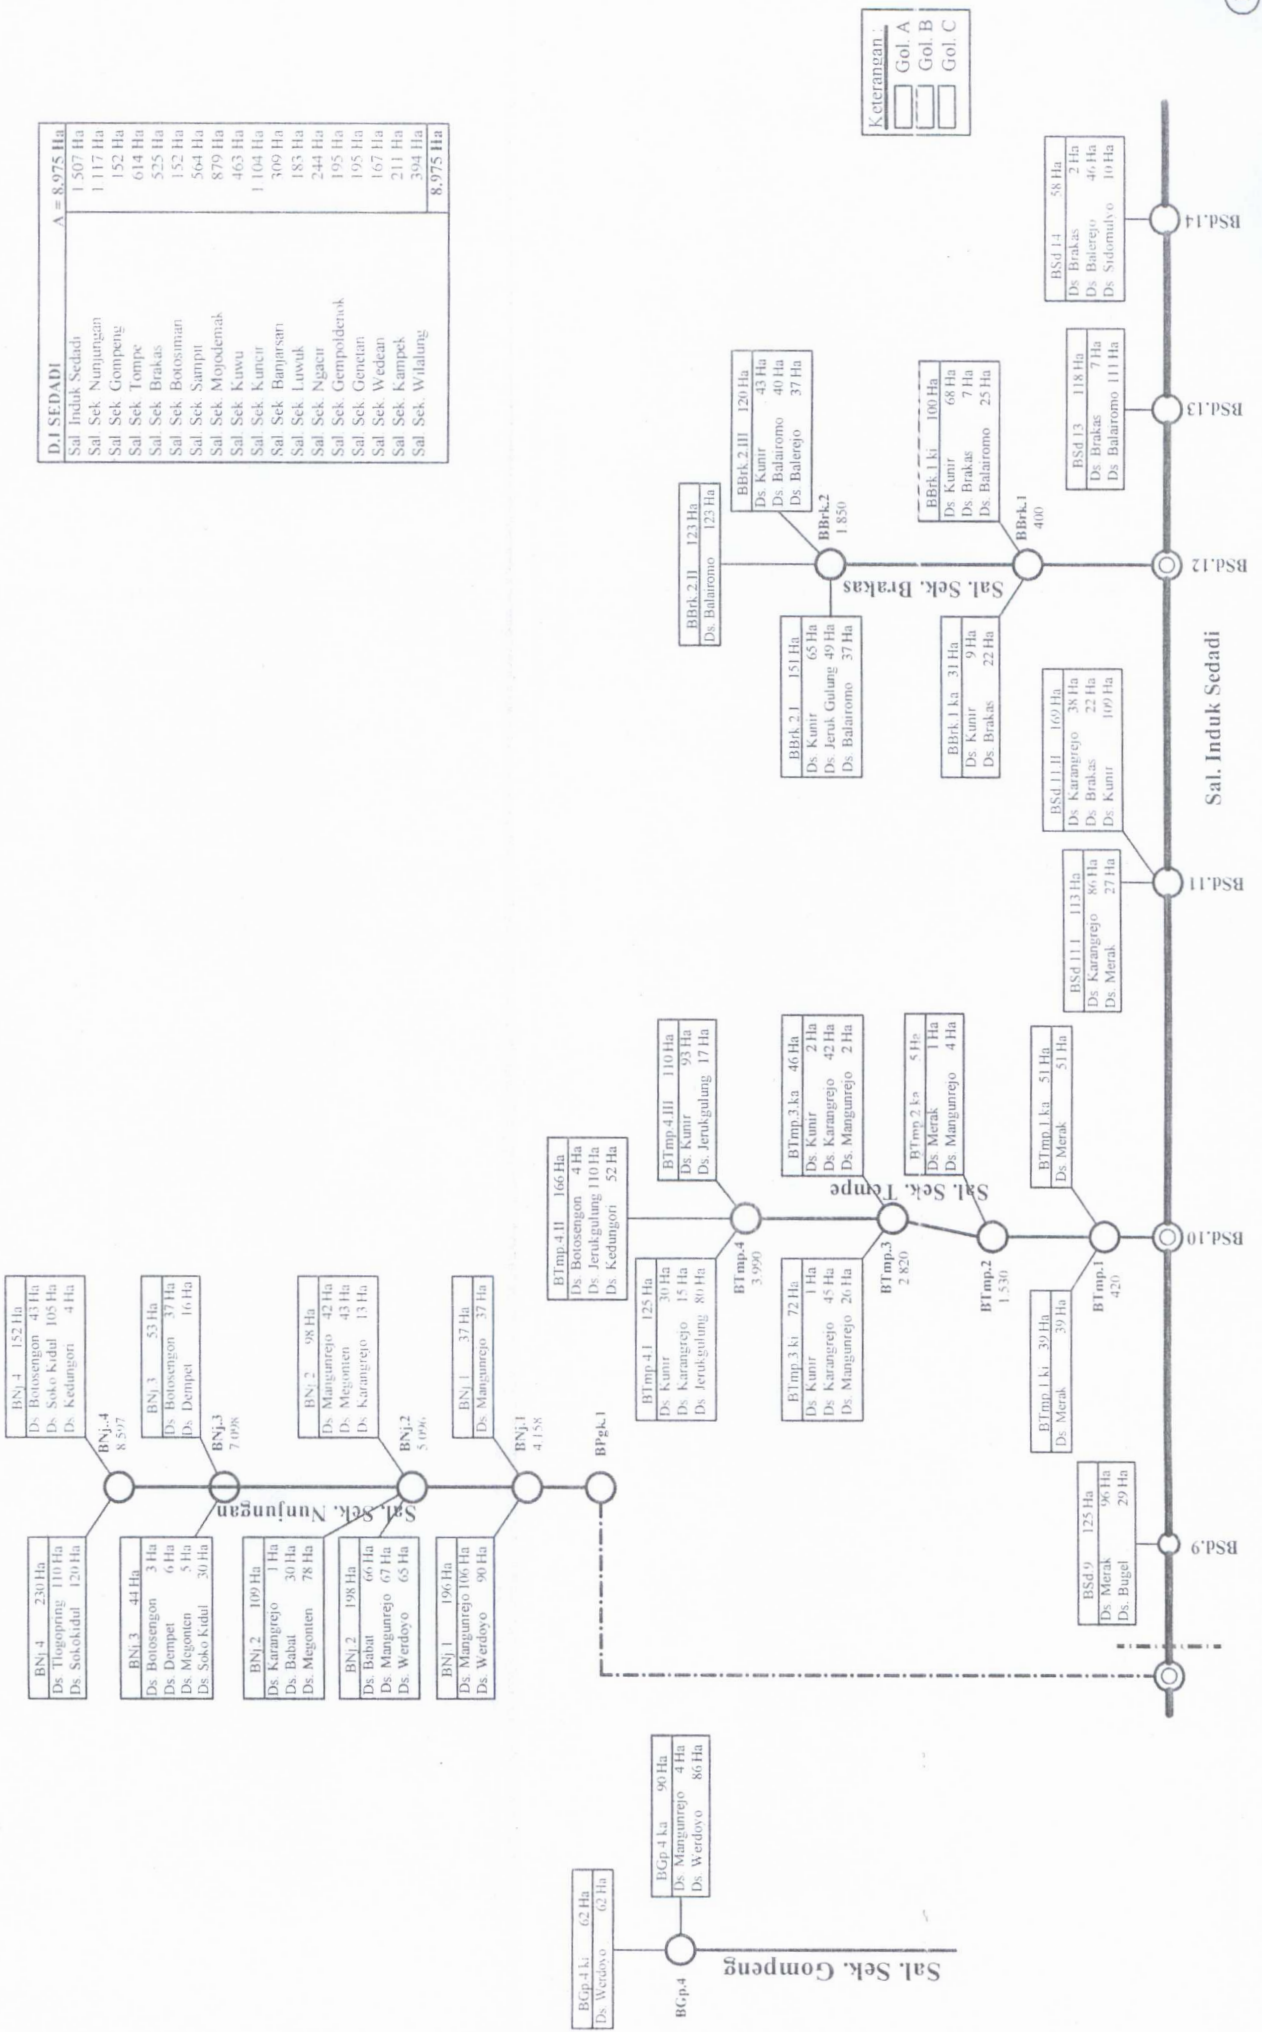 D.I SEDADI A = 8.975 Ha
Sal Induk Sedadi 1 507 Ha
Sal Sek Nunjungan 1 117 Ha
Sal Sek Gompeng 152 Ha
Sal Sek Tompe 614 Ha
Sal Sek Brakas 525 Ha
Sal Sek Botosiman 152 Ha
Sal Sek Sampit 564 Ha
Sal Sek. Mojodemak 879 Ha
Sal Sek Kuwu 463 Ha
Sal Sek. Kuncir 1 104 Ha
Sal Sek. Banjarsari 309 Ha
Sal Sek Luwuk 183 Ha
Sal Sek. Ngacir 244 Ha
Sal Sek. Gempoldenok 195 Ha
Sal Sek. Genetan 195 Ha
Sal Sek. Wedean 167 Ha
Sal Sek. Kampek 211 Ha
Sal Sek. Wilalung 394 Ha
8.975 Ha
Keterangan :
Gol. A
Gol. B
Gol. C
BNj 4 230 Ha
Ds Tlogopring 110 Ha
Ds. Sokokidul 120 Ha
BNj 4 152 Ha
Ds Botosengon 43 Ha
Ds Soko Kidul 105 Ha
Ds Kedungori 4 Ha
BNj..4
8 597
BNj 3 44 Ha
Ds Botosengon 3 Ha
Ds Dempet 6 Ha
Ds Megonten 5 Ha
Ds Soko Kidul 30 Ha
BNj 3 53 Ha
Ds Botosengon 37 Ha
Ds Dempet 16 Ha
BNj..3
7 098
Sal. Sek. Nunjungan
BNj 2 109 Ha
Ds Karangrejo 1 Ha
Ds. Babat 30 Ha
Ds. Megonten 78 Ha
BNj 2 198 Ha
Ds. Babat 66 Ha
Ds. Mangunrejo 67 Ha
Ds. Werdoyo 65 Ha
BNj 2 98 Ha
Ds Mangunrejo 42 Ha
Ds Megonten 43 Ha
Ds Karangrejo 13 Ha
BNj.2
5 096
BNj 1 196 Ha
Ds. Mangunrejo 106 Ha
Ds. Werdoyo 90 Ha
BNj 1 37 Ha
Ds Mangunrejo 37 Ha
BNj.1
4 158
BPgk.1
BGp 4 ki 62 Ha
Ds. Werdoyo 62 Ha
BGp 4 ka 90 Ha
Ds Mangunrejo 4 Ha
Ds. Werdoyo 86 Ha
BGp.4
Sal. Sek. Gompeng
BTmp 4.II 166 Ha
Ds. Botosengon 4 Ha
Ds. Jerukgulung 110 Ha
Ds. Kedungori 52 Ha
BTmp 4.I 125 Ha
Ds Kunir 30 Ha
Ds. Karangrejo 15 Ha
Ds. Jerukgulung 80 Ha
BTmp 4.III 110 Ha
Ds. Kunir 93 Ha
Ds. Jerukgulung 17 Ha
BTmp.4
3.990
BTmp 3 ki 72 Ha
Ds Kunir 1 Ha
Ds. Karangrejo 45 Ha
Ds. Mangunrejo 26 Ha
BTmp.3.ka 46 Ha
Ds. Kunir 2 Ha
Ds. Karangrejo 42 Ha
Ds. Mangunrejo 2 Ha
BTmp.3
2 820
Sal. Sek. Tempe
BTmp 2 ka 5 Ha
Ds. Merak 1 Ha
Ds. Mangunrejo 4 Ha
BTmp.2
1.530
BTmp 1 ki 39 Ha
Ds. Merak 39 Ha
BTmp.1 ka 51 Ha
Ds. Merak 51 Ha
BTmp.1
420
BBrk 2.II 123 Ha
Ds. Balairomo 123 Ha
BBrk 2.I 151 Ha
Ds. Kunir 65 Ha
Ds. Jeruk Gulung 49 Ha
Ds. Balairomo 37 Ha
BBrk 2.III 120 Ha
Ds. Kunir 43 Ha
Ds. Balairomo 40 Ha
Ds. Balerejo 37 Ha
BBrk.2
1 850
Sal. Sek. Brakas
BBrk.1 ka 31 Ha
Ds. Kunir 9 Ha
Ds. Brakas 22 Ha
BBrk.1 ki 100 Ha
Ds Kunir 68 Ha
Ds. Brakas 7 Ha
Ds. Balairomo 25 Ha
BBrk.1
400
BSd 9 125 Ha
Ds. Merak 96 Ha
Ds. Bugel 29 Ha
BSd 11 I 113 Ha
Ds Karangrejo 86 Ha
Ds. Merak 27 Ha
BSd 11 II 169 Ha
Ds Karangrejo 38 Ha
Ds Brakas 22 Ha
Ds. Kunir 109 Ha
BSd 13 118 Ha
Ds Brakas 7 Ha
Ds Balairomo 111 Ha
BSd 14 58 Ha
Ds Brakas 2 Ha
Ds Balerejo 46 Ha
Ds Sidomulyo 10 Ha
BSd.9
BSd.10
BSd.11
BSd.12
BSd.13
BSd.14
Sal. Induk Sedadi